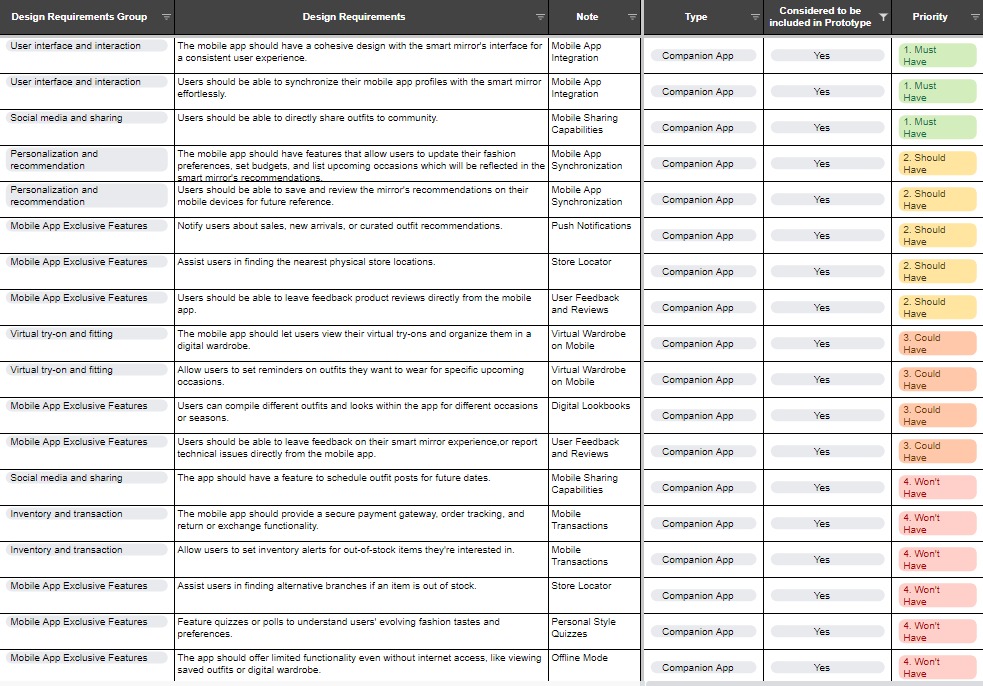 Design Requirements Group Design Requirements Note Type Considered to be included in Prototype Priority
User interface and interaction The mobile app should have a cohesive design with the smart mirror's interface for a consistent user experience. Mobile App Integration Companion App Yes 1. Must Have
User interface and interaction Users should be able to synchronize their mobile app profiles with the smart mirror effortlessly. Mobile App Integration Companion App Yes 1. Must Have
Social media and sharing Users should be able to directly share outfits to community. Mobile Sharing Capabilities Companion App Yes 1. Must Have
Personalization and recommendation The mobile app should have features that allow users to update their fashion preferences, set budgets, and list upcoming occasions which will be reflected in the smart mirror's recommendations. Mobile App Synchronization Companion App Yes 2. Should Have
Personalization and recommendation Users should be able to save and review the mirror's recommendations on their mobile devices for future reference. Mobile App Synchronization Companion App Yes 2. Should Have
Mobile App Exclusive Features Notify users about sales, new arrivals, or curated outfit recommendations. Push Notifications Companion App Yes 2. Should Have
Mobile App Exclusive Features Assist users in finding the nearest physical store locations. Store Locator Companion App Yes 2. Should Have
Mobile App Exclusive Features Users should be able to leave feedback product reviews directly from the mobile app. User Feedback and Reviews Companion App Yes 2. Should Have
Virtual try-on and fitting The mobile app should let users view their virtual try-ons and organize them in a digital wardrobe. Virtual Wardrobe on Mobile Companion App Yes 3. Could Have
Virtual try-on and fitting Allow users to set reminders on outfits they want to wear for specific upcoming occasions. Virtual Wardrobe on Mobile Companion App Yes 3. Could Have
Mobile App Exclusive Features Users can compile different outfits and looks within the app for different occasions or seasons. Digital Lookbooks Companion App Yes 3. Could Have
Mobile App Exclusive Features Users should be able to leave feedback on their smart mirror experience,or report technical issues directly from the mobile app. User Feedback and Reviews Companion App Yes 3. Could Have
Social media and sharing The app should have a feature to schedule outfit posts for future dates. Mobile Sharing Capabilities Companion App Yes 4. Won't Have
Inventory and transaction The mobile app should provide a secure payment gateway, order tracking, and return or exchange functionality. Mobile Transactions Companion App Yes 4. Won't Have
Inventory and transaction Allow users to set inventory alerts for out-of-stock items they're interested in. Mobile Transactions Companion App Yes 4. Won't Have
Mobile App Exclusive Features Assist users in finding alternative branches if an item is out of stock. Store Locator Companion App Yes 4. Won't Have
Mobile App Exclusive Features Feature quizzes or polls to understand users' evolving fashion tastes and preferences. Personal Style Quizzes Companion App Yes 4. Won't Have
Mobile App Exclusive Features The app should offer limited functionality even without internet access, like viewing saved outfits or digital wardrobe. Offline Mode Companion App Yes 4. Won't Have